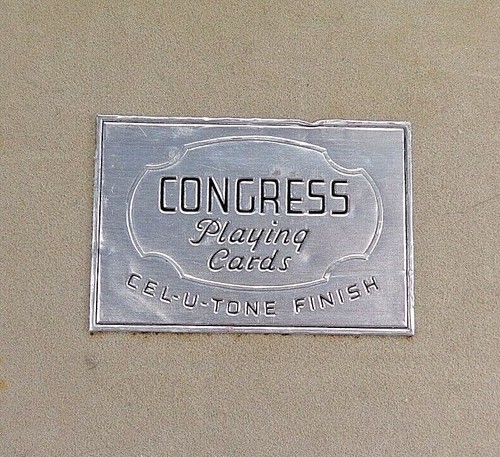 CONGRESS
Playing
Cards
CEL-U-TONE FINISH